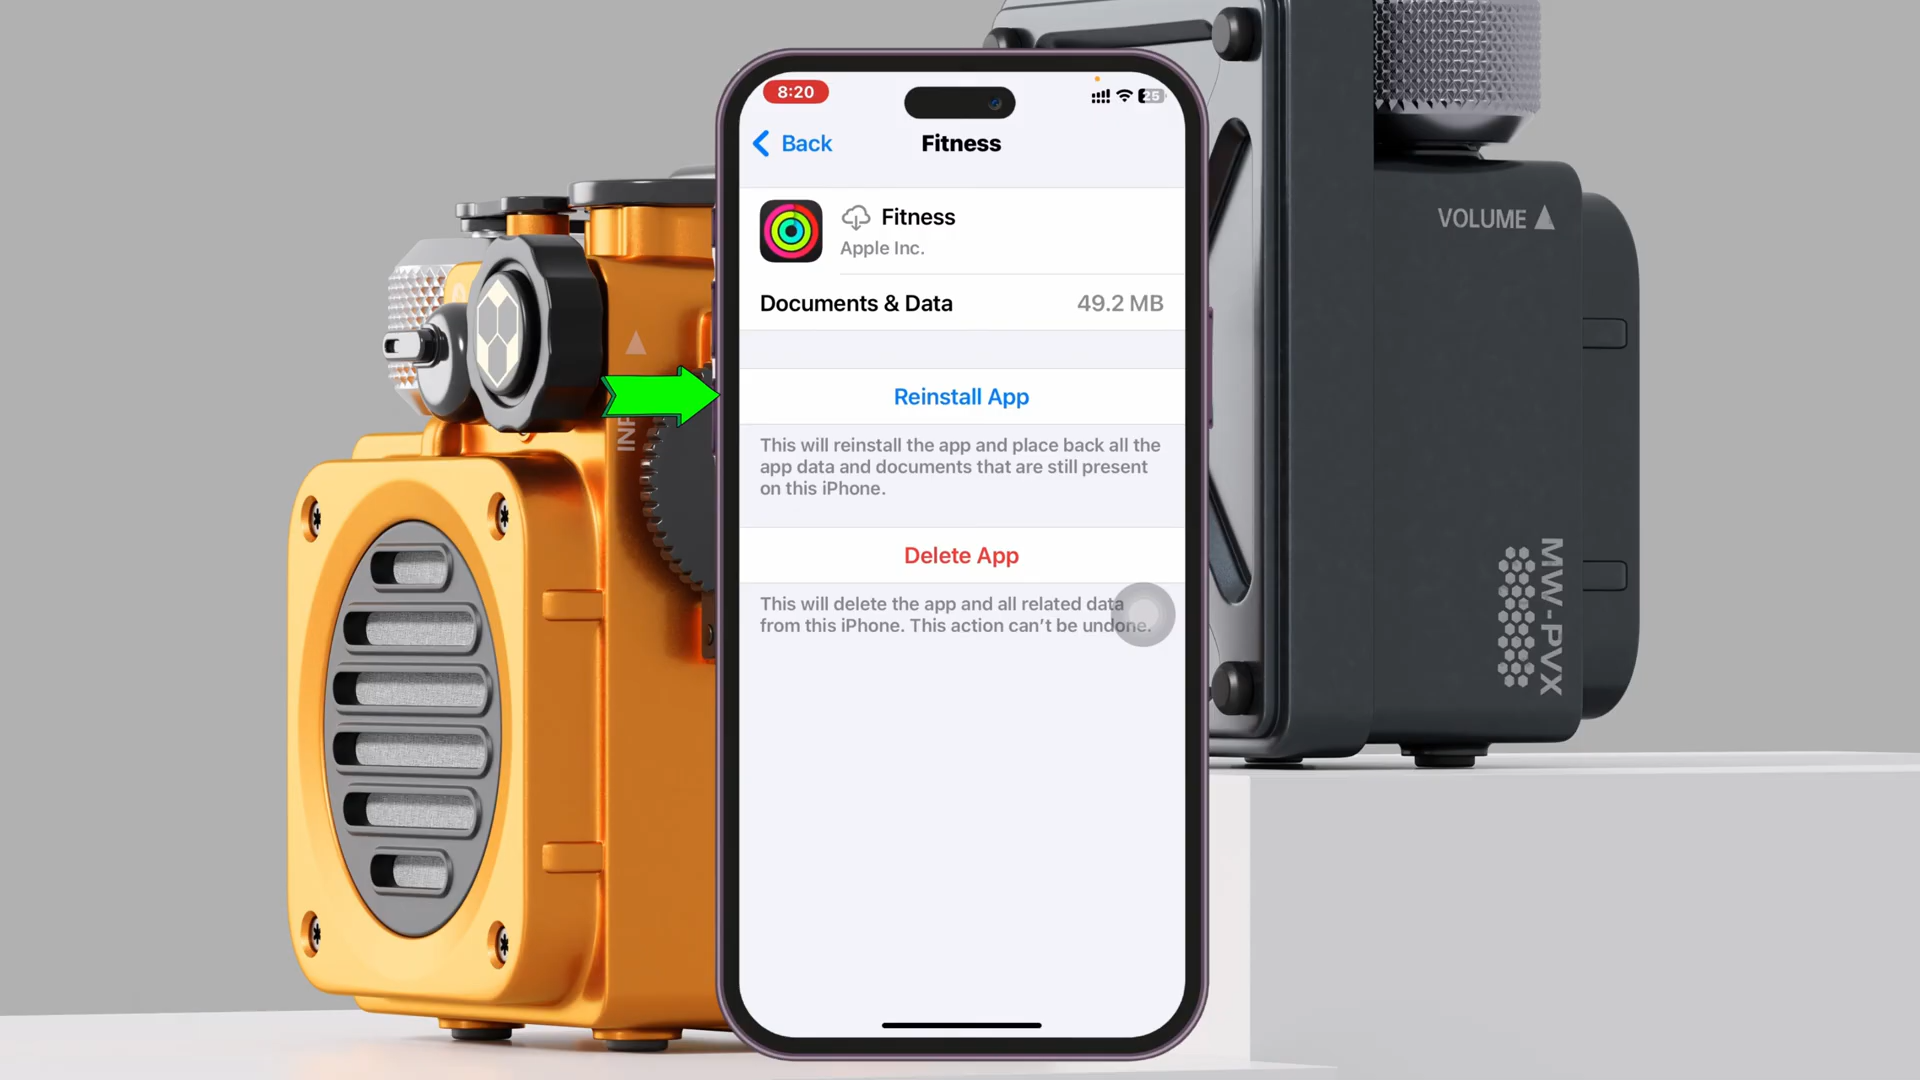 8:20
25
Back
Fitness
Fitness
Apple Inc.
Documents & Data
49.2 MB
Reinstall App
This will reinstall the app and place back all the
app data and documents that are still present
on this iPhone.
Delete App
This will delete the app and all related data
from this iPhone. This action can't be undone.
VOLUME
MW-PVX